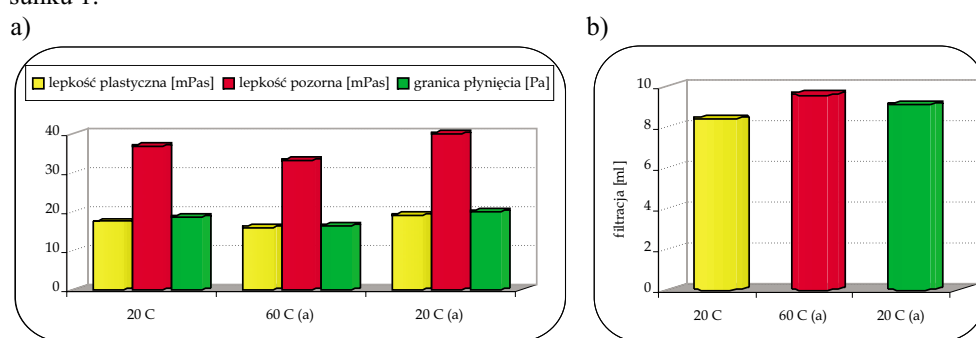 sunku 1.
a)
b)
lepkość plastyczna [mPas] lepkość pozorna [mPas] granica płynięcia [Pa]
40
30
20
10
0
20 C 60 C (a) 20 C (a)
filtracja [ml]
10
8
6
4
2
0
20 C 60 C (a) 20 C (a)